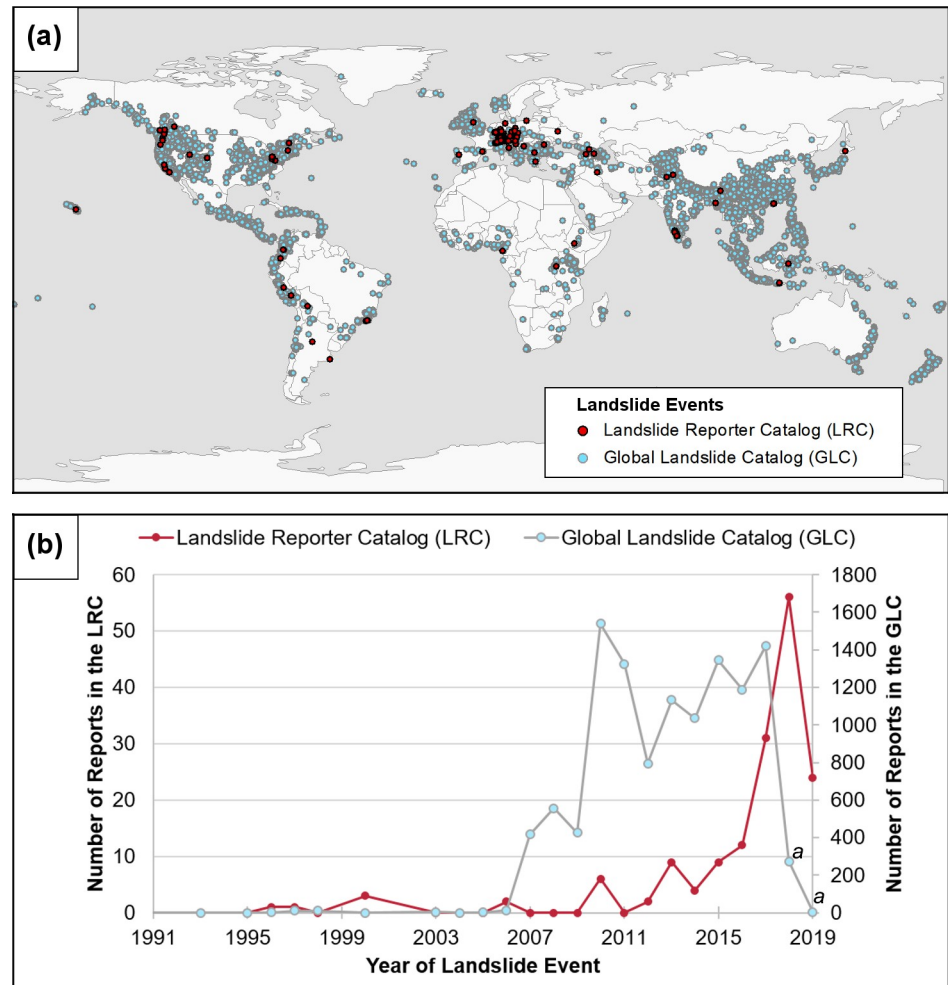 (a)
Landslide Events
Landslide Reporter Catalog (LRC)
Global Landslide Catalog (GLC)
(b)
Landslide Reporter Catalog (LRC)
Global Landslide Catalog (GLC)
Number of Reports in the LRC
60
50
40
30
20
10
0
1800
1600
1400
1200
1000
800
600
400
200
0
Number of Reports in the GLC
a
a
1991 1995 1999 2003 2007 2011 2015 2019
Year of Landslide Event